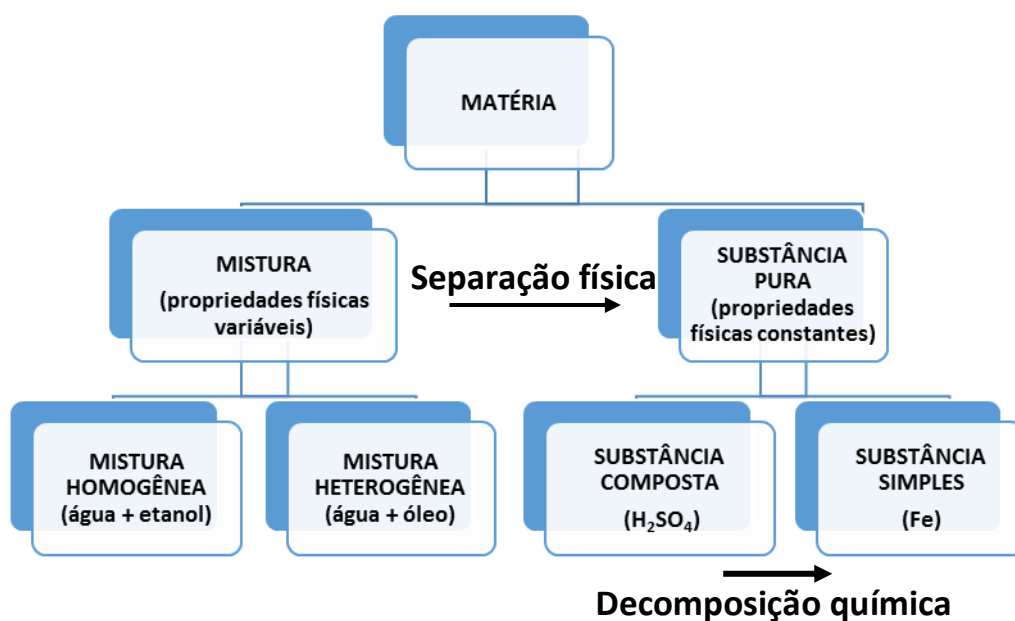 MATÉRIA
MISTURA
(propriedades físicas
variáveis)
Separação física
SUBSTÂNCIA
PURA
(propriedades
físicas constantes)
MISTURA
HOMOGÊNEA
(água + etanol)
MISTURA
HETEROGÊNEA
(água + óleo)
SUBSTÂNCIA
COMPOSTA
(H₂SO₄)
SUBSTÂNCIA
SIMPLES
(Fe)
Decomposição química